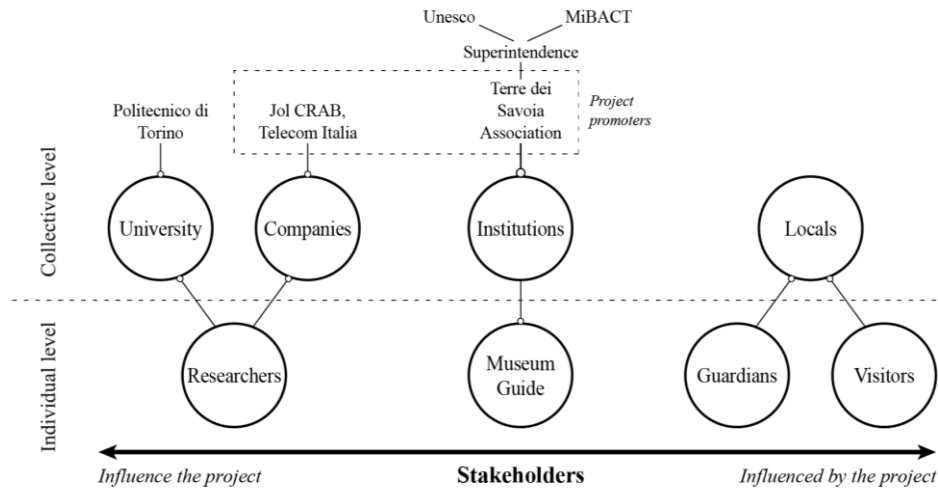 Unesco MiBACT
Superintendence
Politecnico di
Torino
Jol CRAB,
Telecom Italia
Terre dei
Savoia
Association
Project
promoters
Collective level
University
Companies
Institutions
Locals
Individual level
Researchers
Museum
Guide
Guardians
Visitors
Influence the project
Stakeholders
Influenced by the project